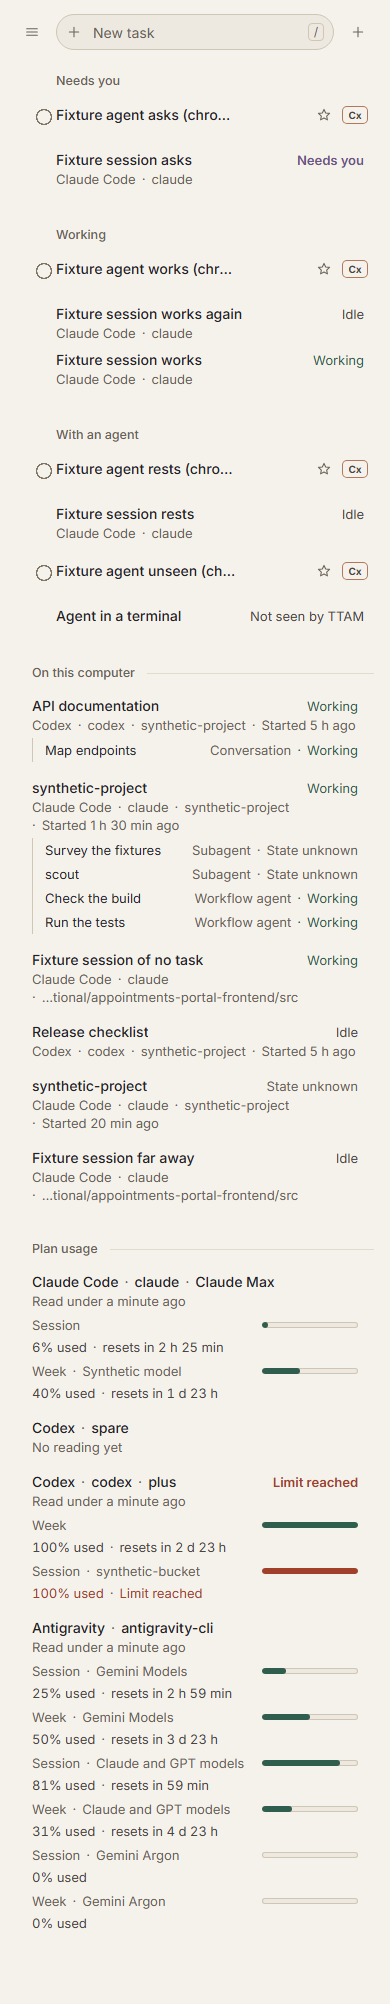 New task /
Needs you
Fixture agent asks (chro... Cx
Fixture session asks Needs you
Claude Code · claude
Working
Fixture agent works (chr... Cx
Fixture session works again Idle
Claude Code · claude
Fixture session works Working
Claude Code · claude
With an agent
Fixture agent rests (chro... Cx
Fixture session rests Idle
Claude Code · claude
Fixture agent unseen (ch... Cx
Agent in a terminal Not seen by TTAM
On this computer
API documentation Working
Codex · codex · synthetic-project · Started 5 h ago
Map endpoints Conversation · Working
synthetic-project Working
Claude Code · claude · synthetic-project
· Started 1 h 30 min ago
Survey the fixtures Subagent · State unknown
scout Subagent · State unknown
Check the build Workflow agent · Working
Run the tests Workflow agent · Working
Fixture session of no task Working
Claude Code · claude
· ...tional/appointments-portal-frontend/src
Release checklist Idle
Codex · codex · synthetic-project · Started 5 h ago
synthetic-project State unknown
Claude Code · claude · synthetic-project
· Started 20 min ago
Fixture session far away Idle
Claude Code · claude
· ...tional/appointments-portal-frontend/src
Plan usage
Claude Code · claude · Claude Max
Read under a minute ago
Session
6% used · resets in 2 h 25 min
Week · Synthetic model
40% used · resets in 1 d 23 h
Codex · spare
No reading yet
Codex · codex · plus Limit reached
Read under a minute ago
Week
100% used · resets in 2 d 23 h
Session · synthetic-bucket
100% used · Limit reached
Antigravity · antigravity-cli
Read under a minute ago
Session · Gemini Models
25% used · resets in 2 h 59 min
Week · Gemini Models
50% used · resets in 3 d 23 h
Session · Claude and GPT models
81% used · resets in 59 min
Week · Claude and GPT models
31% used · resets in 4 d 23 h
Session · Gemini Argon
0% used
Week · Gemini Argon
0% used